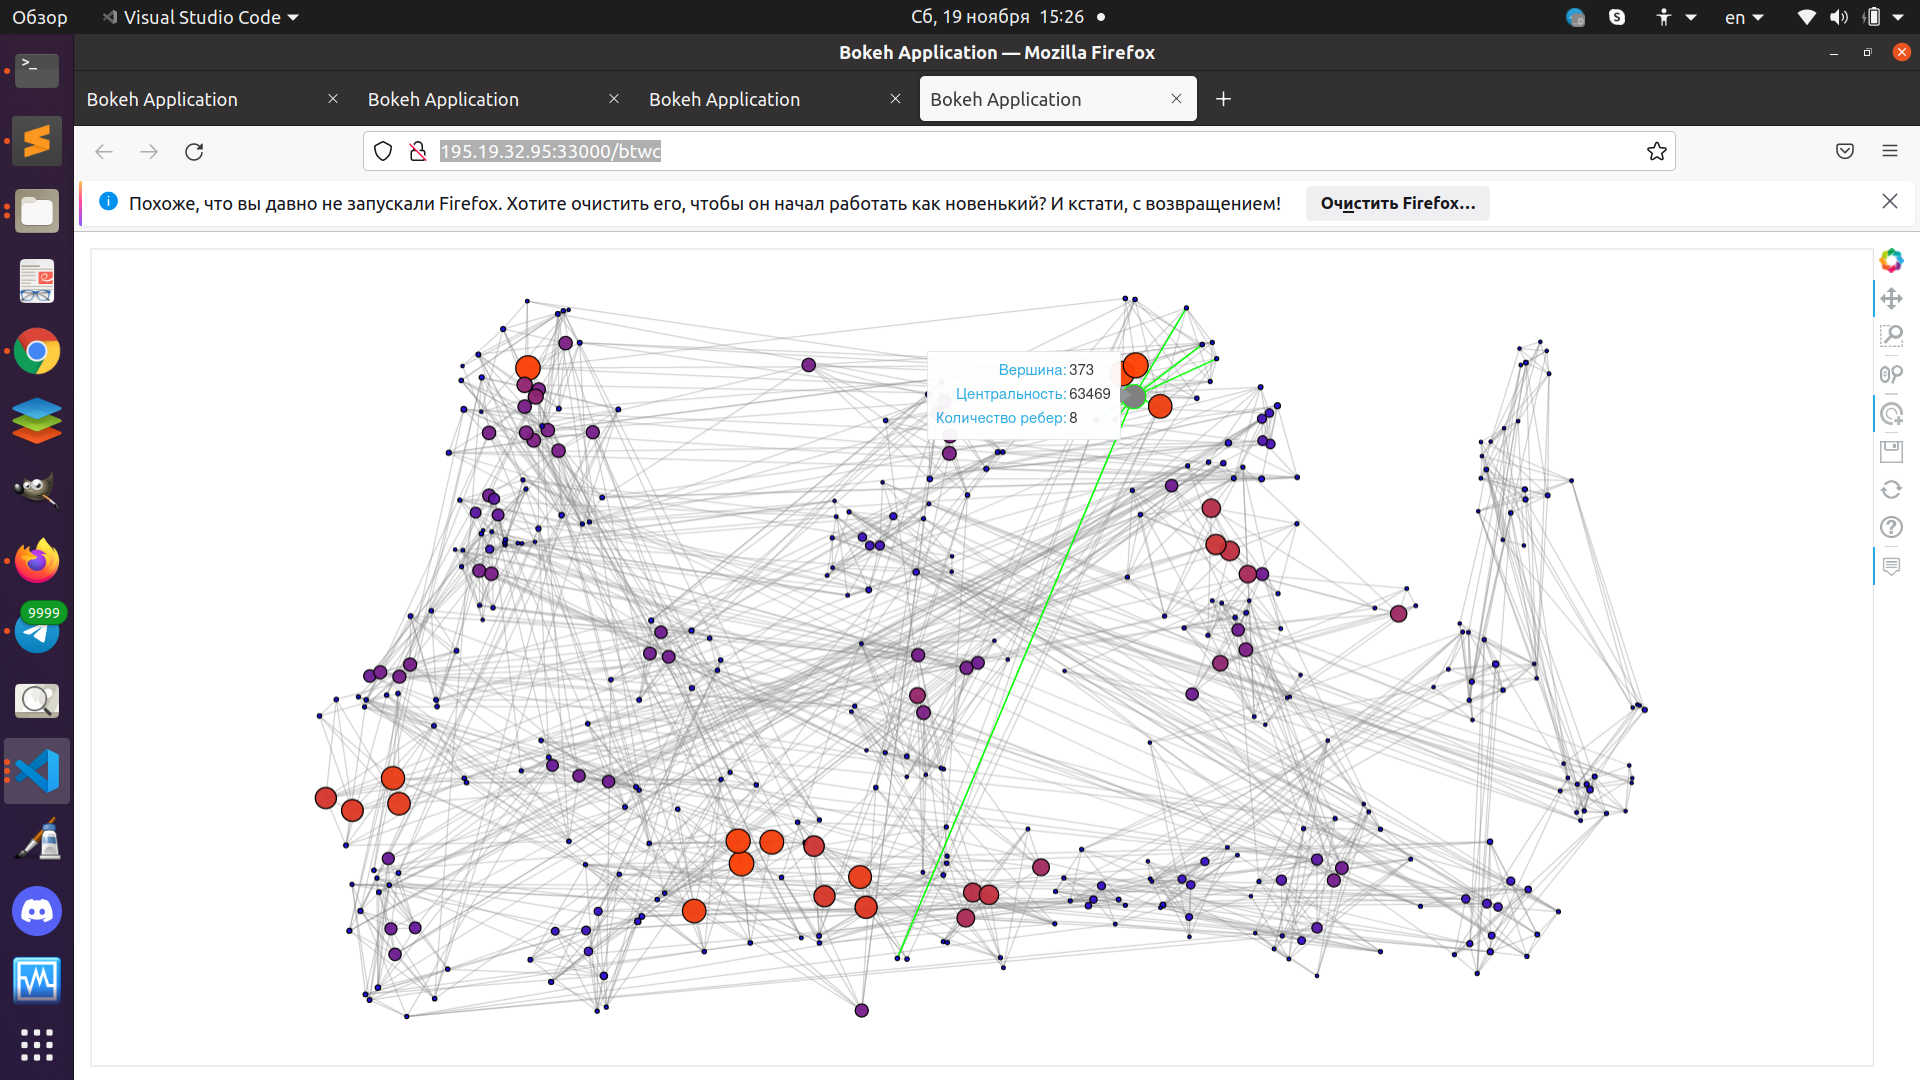 Обзор
Visual Studio Code
Сб, 19 ноября 15:26
en
Bokeh Application — Mozilla Firefox
Bokeh Application
Bokeh Application
Bokeh Application
Bokeh Application
195.19.32.95:33000/btwc
Похоже, что вы давно не запускали Firefox. Хотите очистить его, чтобы он начал работать как новенький? И кстати, с возвращением!
Очистить Firefox…
Вершина: 373
Центральность: 63469
Количество ребер: 8
9999